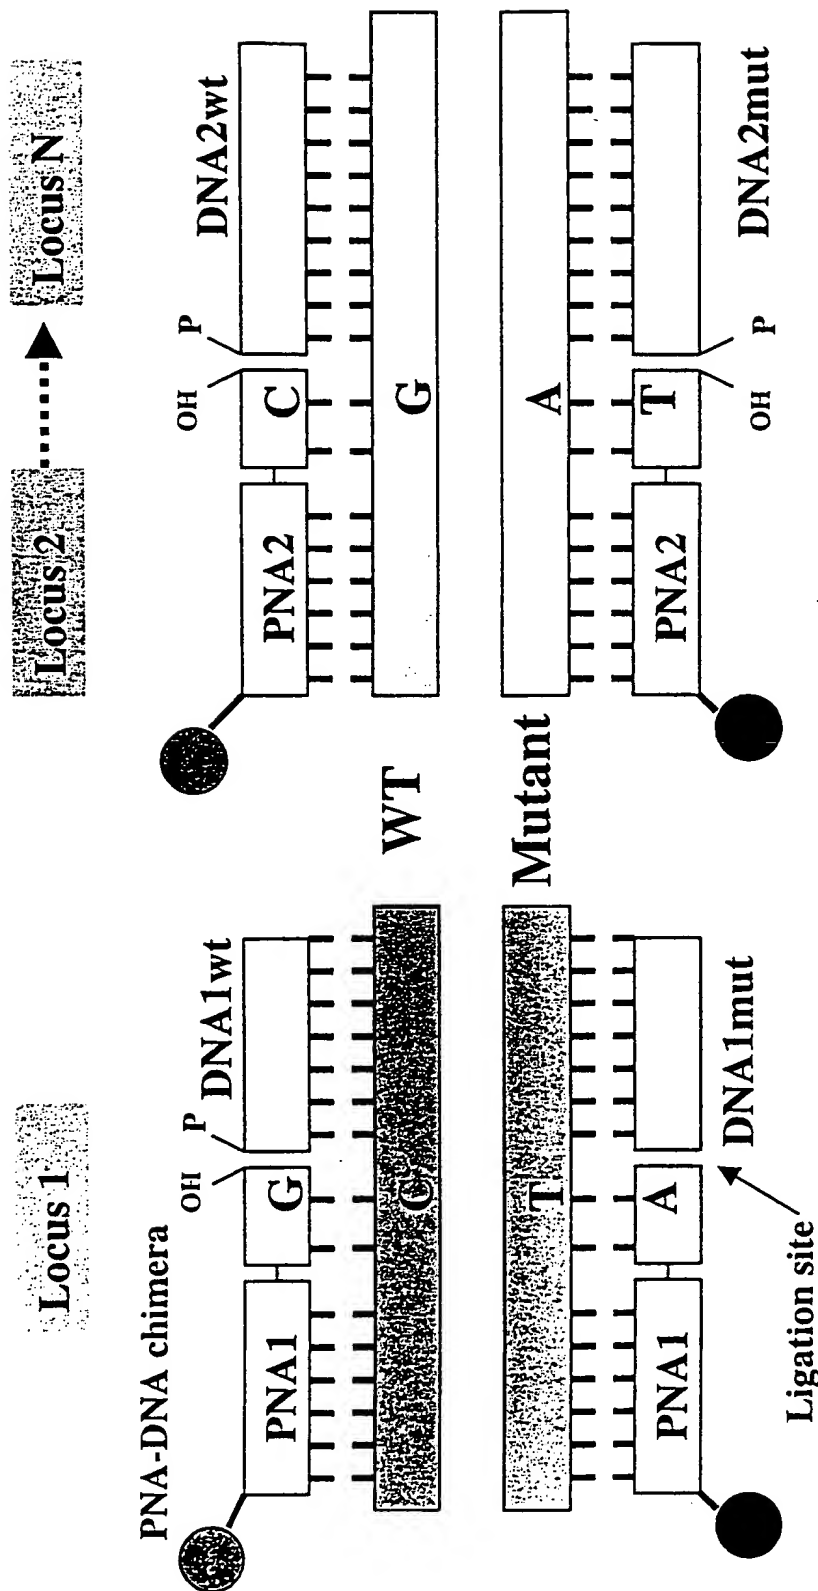 Locus 1
Locus 2
Locus N
PNA-DNA chimera
OH
P
DNA1wt
PNA1
G
C
WT
Mutant
T
PNA1
A
DNA1mut
Ligation site
OH
P
DNA2wt
PNA2
C
G
A
PNA2
T
OH
P
DNA2mut